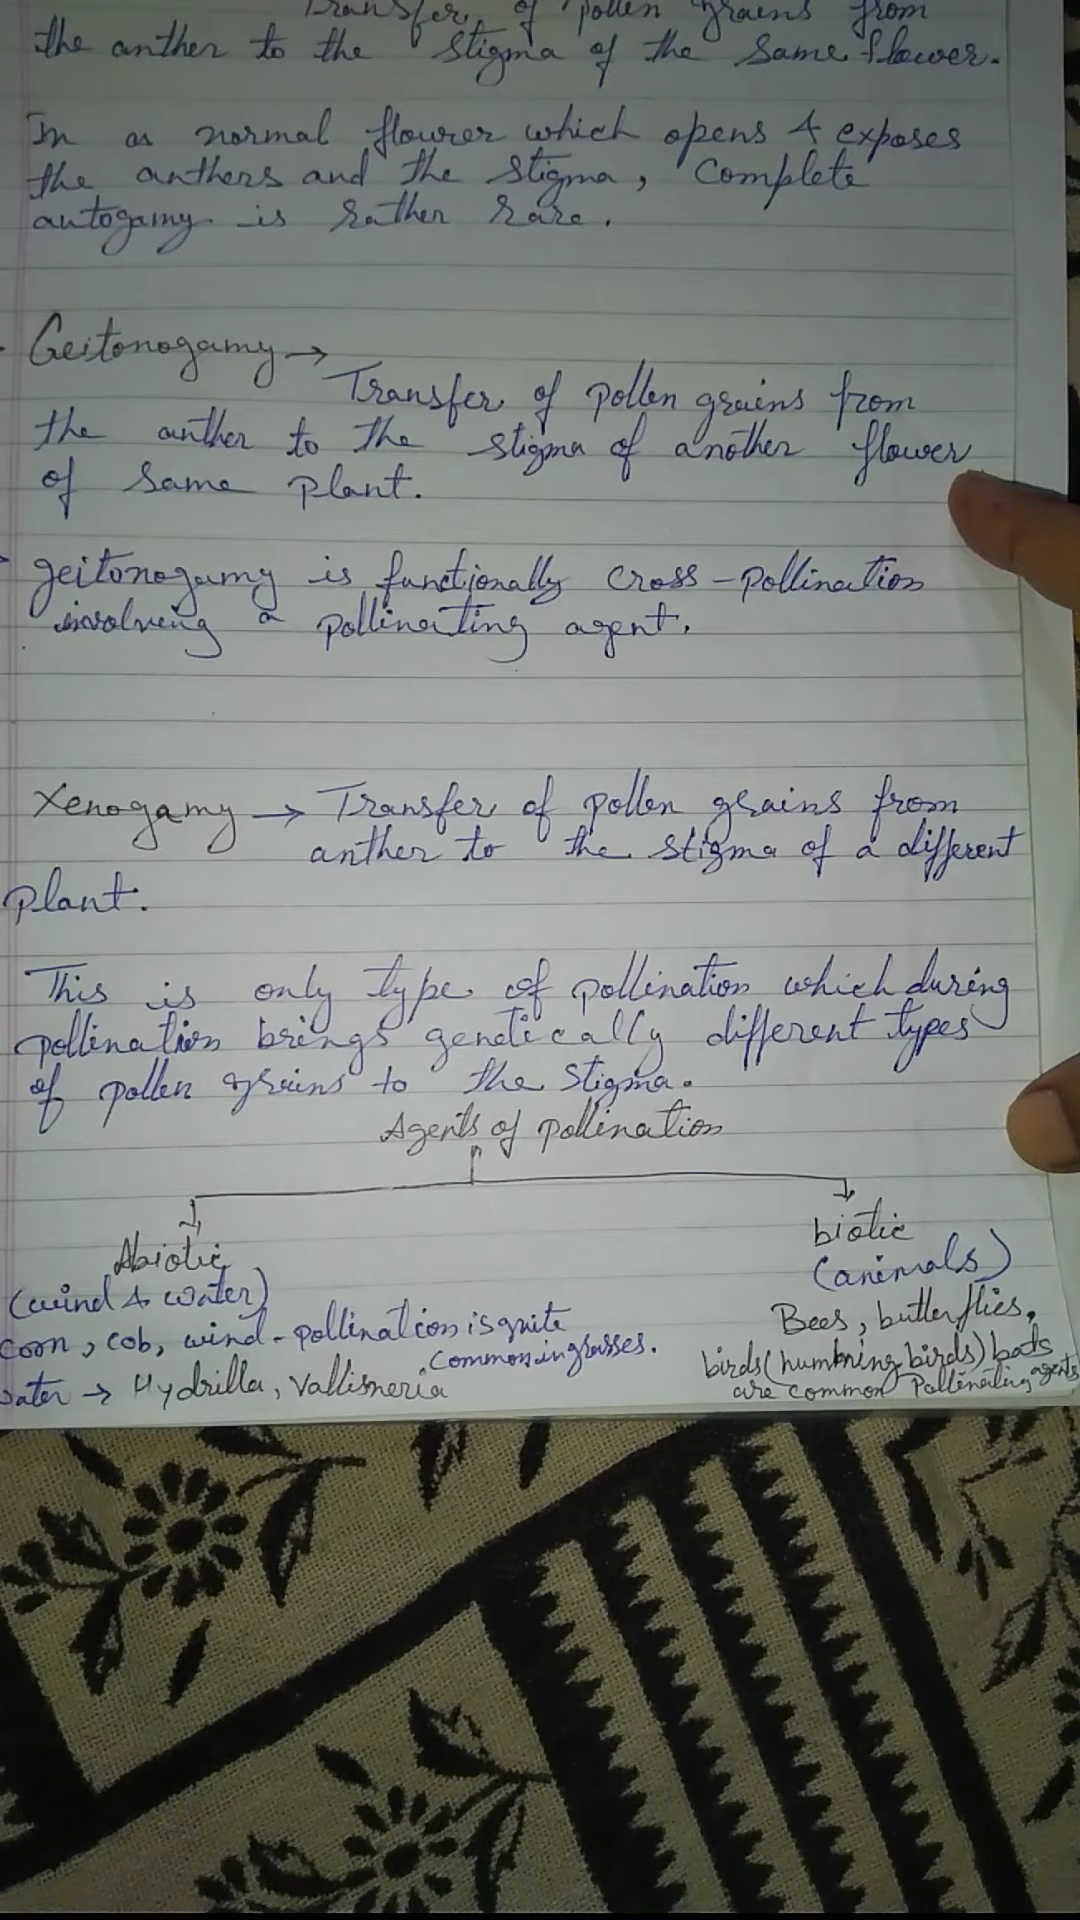 Transfer of pollen grains from
the anther to the stigma of the same flower.
In a normal flower which opens & exposes
the anthers and the stigma, complete
autogamy is rather rare.
Geitonogamy →
Transfer of pollen grains from
the anther to the stigma of another flower
of same plant.
geitonogamy is functionally cross-pollination
involving a pollinating agent.
Xenogamy → Transfer of pollen grains from
anther to the stigma of a different
plant.
This is only type of pollination which during
pollination brings genetically different types
of pollen grains to the stigma.
Agents of pollination
Abiotic
(wind & water)
corn, cob, wind-pollination is quite
common in grasses.
water → Hydrilla, Vallisneria
biotic
(animals)
Bees, butterflies,
birds (humming birds) bats
are common Pollinating agents